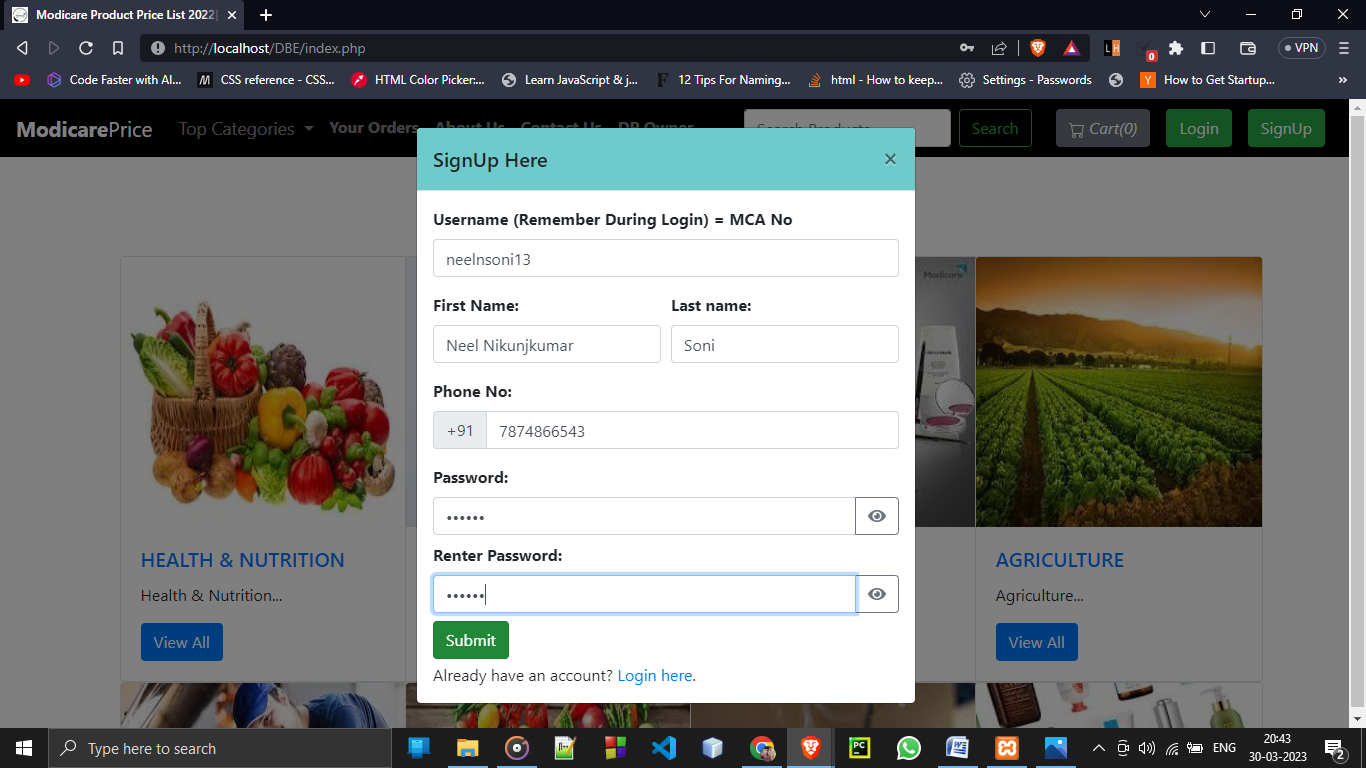 Modicare Product Price List 2022|
http://localhost/DBE/index.php
0
VPN
Code Faster with AI...
CSS reference - CSS...
HTML Color Picker:...
Learn JavaScript & j...
12 Tips For Naming...
html - How to keep...
Settings - Passwords
How to Get Startup...
ModicarePrice
Top Categories
Your Orders
About Us
Contact Us
DB Owner
Search Products
Search
Cart(0)
Login
SignUp
SignUp Here
Username (Remember During Login) = MCA No
neelnsoni13
First Name:
Last name:
Neel Nikunjkumar
Soni
Phone No:
+91
7874866543
Password:
••••••
Renter Password:
••••••
Submit
Already have an account? Login here.
Modicare
HEALTH & NUTRITION
Health & Nutrition...
View All
AGRICULTURE
Agriculture...
View All
Type here to search
ENG
20:43
30-03-2023
2